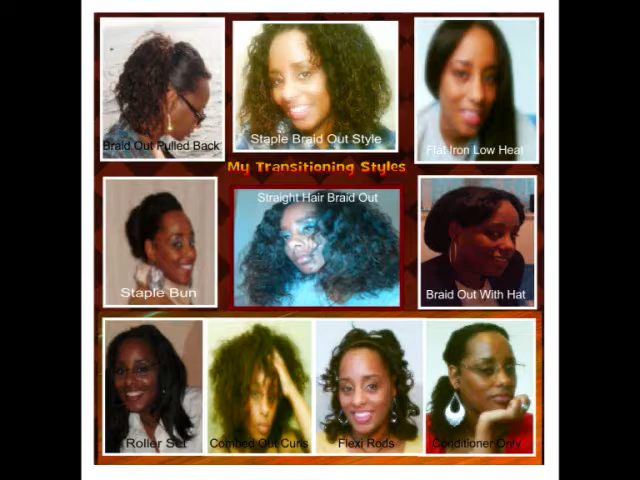 Braid Out Pulled Back
Staple Braid Out Style
Flat Iron Low Heat
My Transitioning Styles
Straight Hair Braid Out
Staple Bun
Braid Out With Hat
Roller Set
Combed Out Curls
Flexi Rods
Conditioner Only